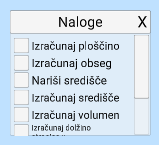 Naloge X
Izračunaj ploščino
Izračunaj obseg
Nariši središče
Izračunaj središče
Izračunaj volumen
Izračunaj dolžino